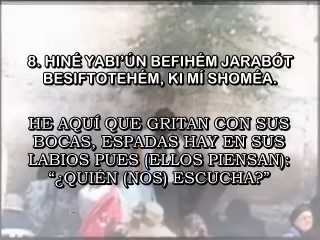 8. HINÉ YABI'ÚN BEFIHÉM JARABÓT
BESIFTOTEHÉM, KI MÍ SHOMÉA.
HE AQUÍ QUE GRITAN CON SUS
BOCAS, ESPADAS HAY EN SUS
LABIOS PUES (ELLOS PIENSAN):
“¿QUIÉN (NOS) ESCUCHA?”